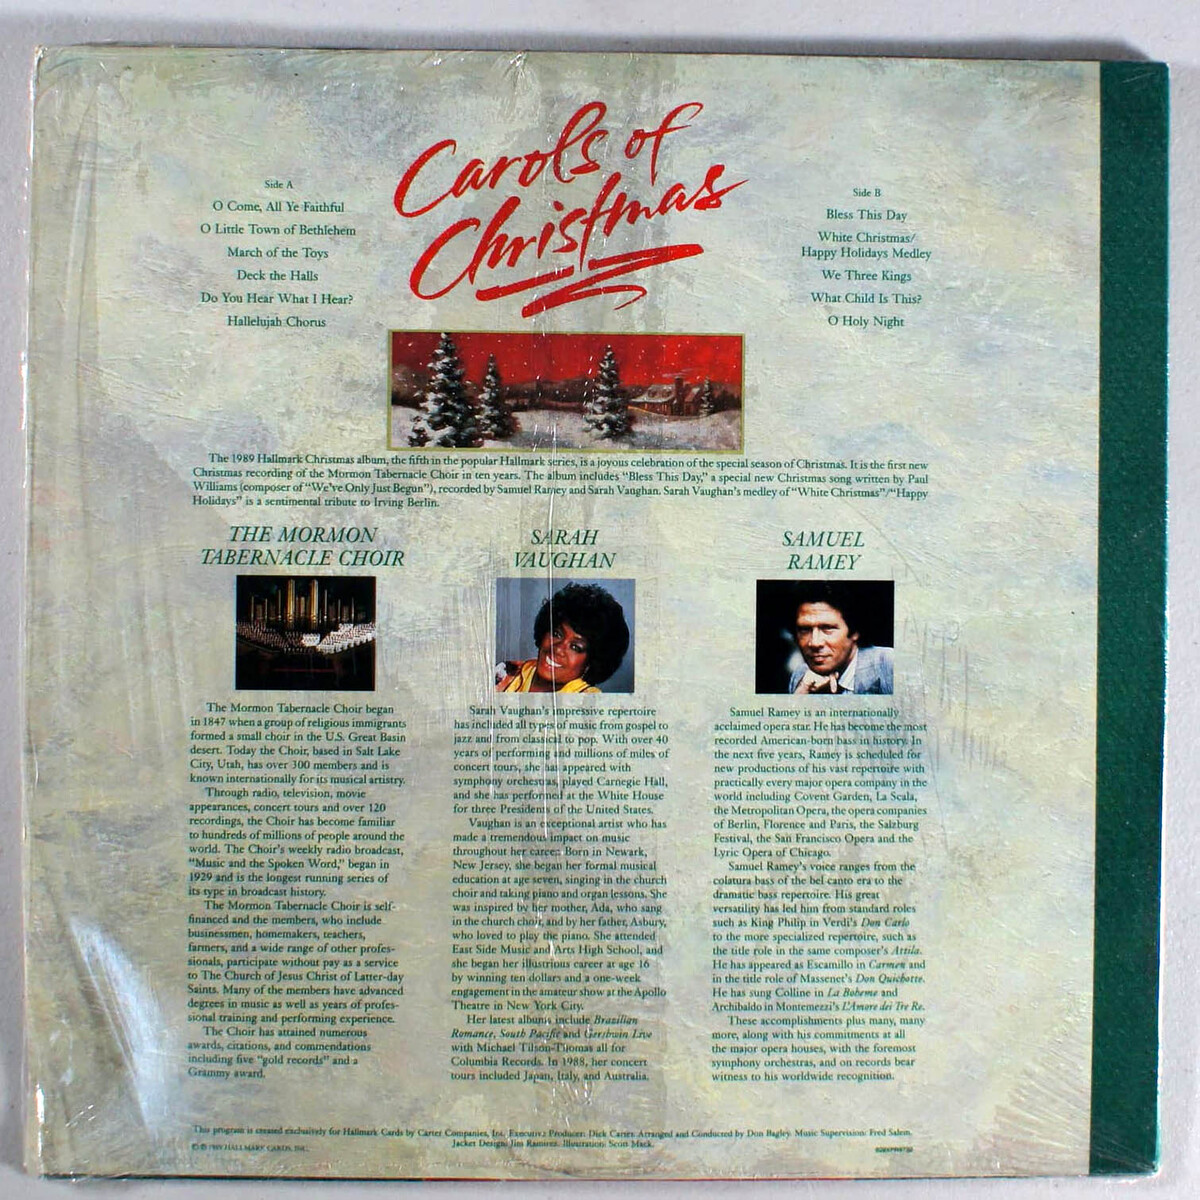 Carols of
Christmas
Side A
O Come, All Ye Faithful
O Little Town of Bethlehem
March of the Toys
Deck the Halls
Do You Hear What I Hear?
Hallelujah Chorus
Side B
Bless This Day
White Christmas/
Happy Holidays Medley
We Three Kings
What Child Is This?
O Holy Night
The 1989 Hallmark Christmas album, the fifth in the popular Hallmark series, is a joyous celebration of the special season of Christmas. It is the first new
Christmas recording of the Mormon Tabernacle Choir in ten years. The album includes "Bless This Day," a special new Christmas song written by Paul
Williams (composer of "We've Only Just Begun"), recorded by Samuel Ramey and Sarah Vaughan. Sarah Vaughan's medley of "White Christmas"/"Happy
Holidays" is a sentimental tribute to Irving Berlin.
THE MORMON
TABERNACLE CHOIR
The Mormon Tabernacle Choir began
in 1847 when a group of religious immigrants
formed a small choir in the U.S. Great Basin
desert. Today the Choir, based in Salt Lake
City, Utah, has over 300 members and is
known internationally for its musical artistry.
Through radio, television, movie
appearances, concert tours and over 120
recordings, the Choir has become familiar
to hundreds of millions of people around the
world. The Choir's weekly radio broadcast,
"Music and the Spoken Word," began in
1929 and is the longest running series of
its type in broadcast history.
The Mormon Tabernacle Choir is self-
financed and the members, who include
businessmen, homemakers, teachers,
farmers, and a wide range of other profes-
sionals, participate without pay as a service
to The Church of Jesus Christ of Latter-day
Saints. Many of the members have advanced
degrees in music as well as years of profes-
sional training and performing experience.
The Choir has attained numerous
awards, citations, and commendations
including five "gold records" and a
Grammy award.
SARAH
VAUGHAN
Sarah Vaughan's impressive repertoire
has included all types of music from gospel to
jazz and from classical to pop. With over 40
years of performing and millions of miles of
concert tours, she has appeared with
symphony orchestras, played Carnegie Hall,
and she has performed at the White House
for three Presidents of the United States.
Vaughan is an exceptional artist who has
made a tremendous impact on music
throughout her career. Born in Newark,
New Jersey, she began her formal musical
education at age seven, singing in the church
choir and taking piano and organ lessons. She
was inspired by her mother, Ada, who sang
in the church choir, and by her father, Asbury,
who loved to play the piano. She attended
East Side Music and Arts High School, and
she began her illustrious career at age 16
by winning ten dollars and a one-week
engagement in the amateur show at the Apollo
Theatre in New York City.
Her latest albums include Brazilian
Romance, South Pacific and Gershwin Live
with Michael Tilson-Thomas all for
Columbia Records. In 1988, her concert
tours included Japan, Italy, and Australia.
SAMUEL
RAMEY
Samuel Ramey is an internationally
acclaimed opera star. He has become the most
recorded American-born bass in history. In
the next five years, Ramey is scheduled for
new productions of his vast repertoire with
practically every major opera company in the
world including Covent Garden, La Scala,
the Metropolitan Opera, the opera companies
of Berlin, Florence and Paris, the Salzburg
Festival, the San Francisco Opera and the
Lyric Opera of Chicago.
Samuel Ramey's voice ranges from the
colatura bass of the bel canto era to the
dramatic bass repertoire. His great
versatility has led him from standard roles
such as King Philip in Verdi's Don Carlo
to the more specialized repertoire, such as
the title role in the same composer's Attila.
He has appeared as Escamillo in Carmen and
in the title role of Massenet's Don Quichotte.
He has sung Colline in La Boheme and
Archibaldo in Montemezzi's L'Amore dei Tre Re.
These accomplishments plus many, many
more, along with his commitments at all
the major opera houses, with the foremost
symphony orchestras, and on records bear
witness to his worldwide recognition.
This program is created exclusively for Hallmark Cards by Carter Companies, Inc. Executive Producer: Dick Carter. Arranged and Conducted by Don Bagley. Music Supervision: Fred Salem.
Jacket Design: Jim Ramirez. Illustration: Scott Mack.
© ℗ 1989 HALLMARK CARDS, INC.